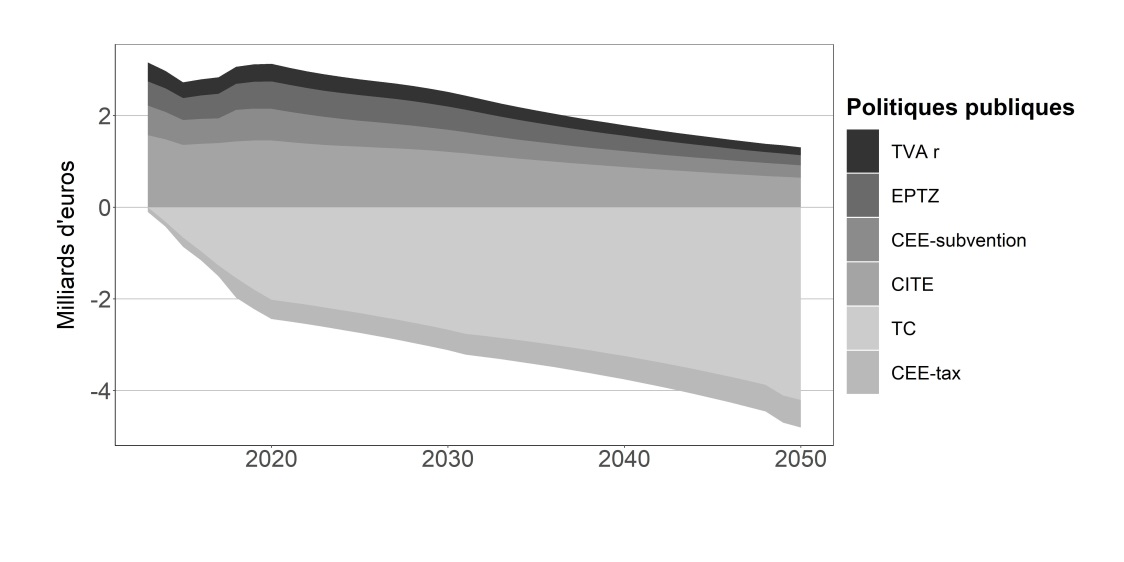 Milliards d'euros
2
0
-2
-4
2020
2030
2040
2050
Politiques publiques
TVA r
EPTZ
CEE-subvention
CITE
TC
CEE-tax